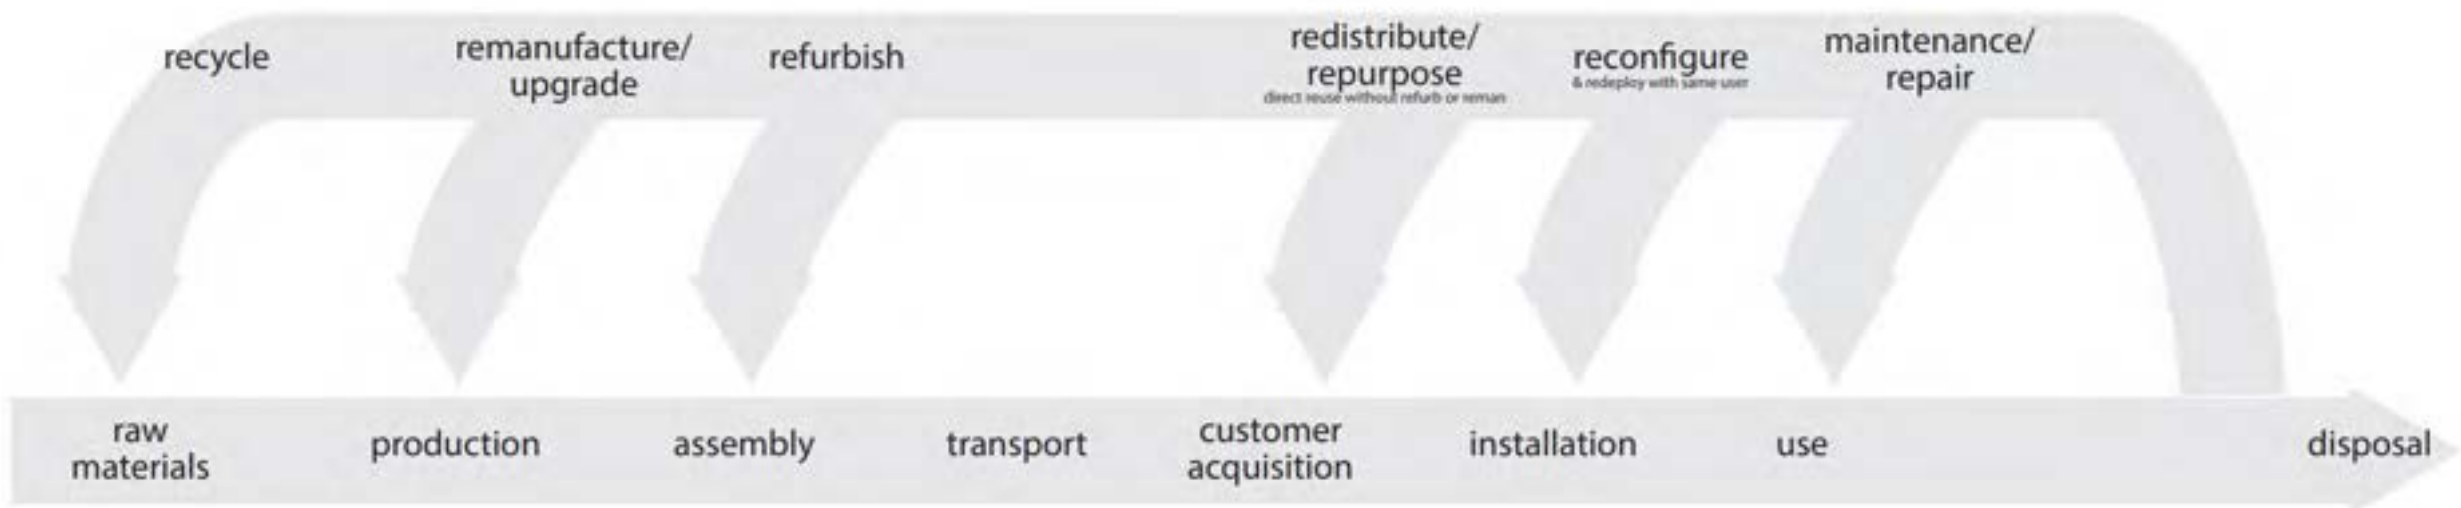 recycle
remanufacture/
upgrade
refurbish
redistribute/
repurpose
direct reuse without refurb or reman
reconfigure
& redeploy with same user
maintenance/
repair
raw
materials
production
assembly
transport
customer
acquisition
installation
use
disposal